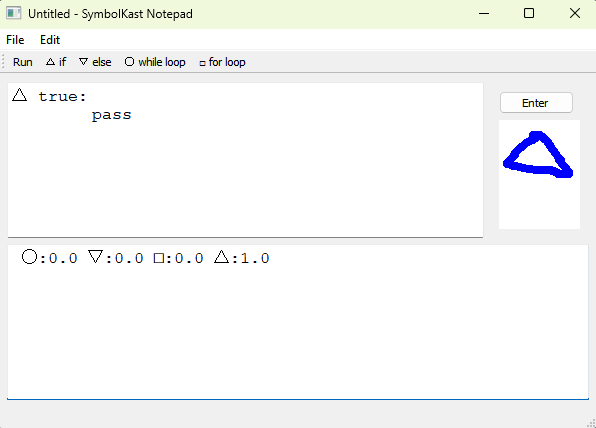 Untitled - SymbolKast Notepad
File Edit
Run △ if ▽ else ○ while loop □ for loop
△ true:
pass
Enter
○:0.0 ▽:0.0 □:0.0 △:1.0